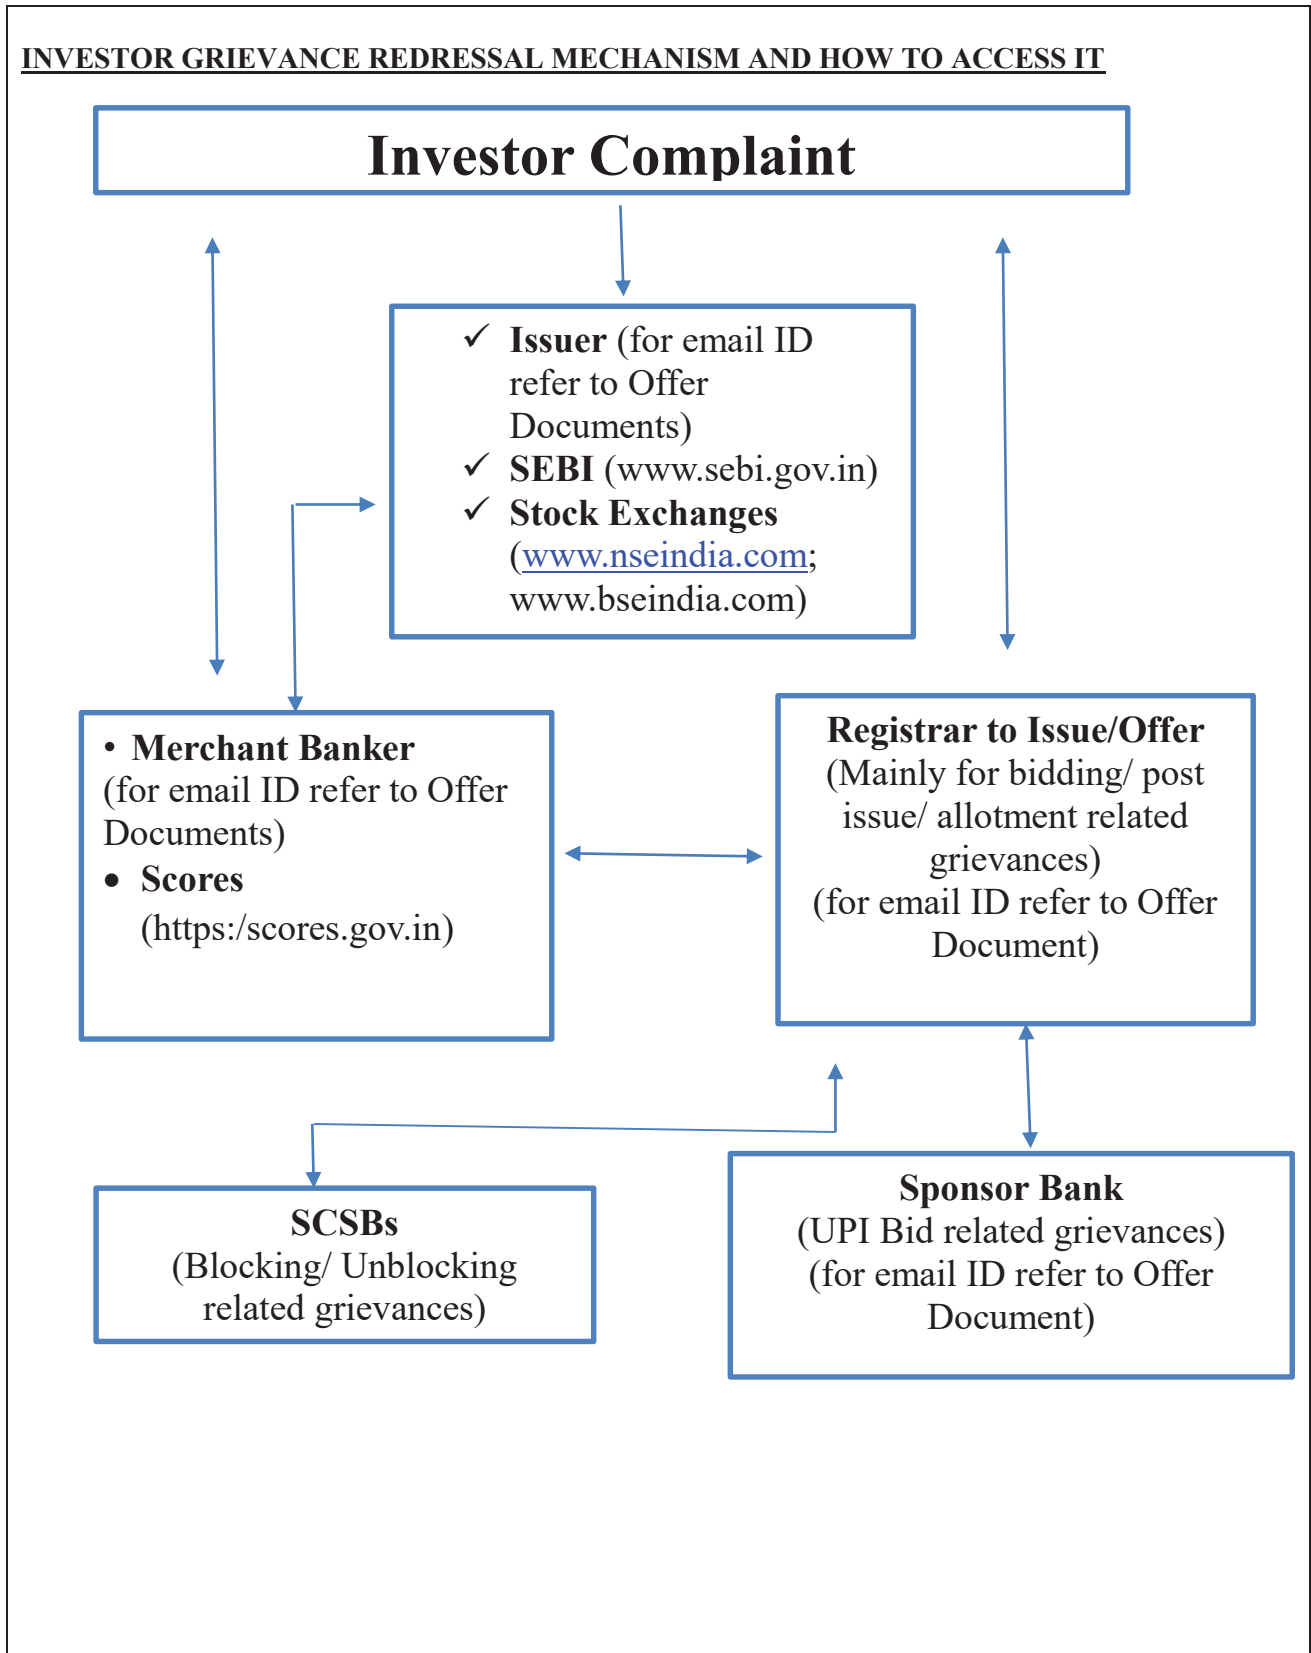 INVESTOR GRIEVANCE REDRESSAL MECHANISM AND HOW TO ACCESS IT
Investor Complaint
✓ Issuer (for email ID
refer to Offer
Documents)
✓ SEBI (www.sebi.gov.in)
✓ Stock Exchanges
(www.nseindia.com;
www.bseindia.com)
• Merchant Banker
(for email ID refer to Offer
Documents)
• Scores
(https:/scores.gov.in)
Registrar to Issue/Offer
(Mainly for bidding/ post
issue/ allotment related
grievances)
(for email ID refer to Offer
Document)
SCSBs
(Blocking/ Unblocking
related grievances)
Sponsor Bank
(UPI Bid related grievances)
(for email ID refer to Offer
Document)